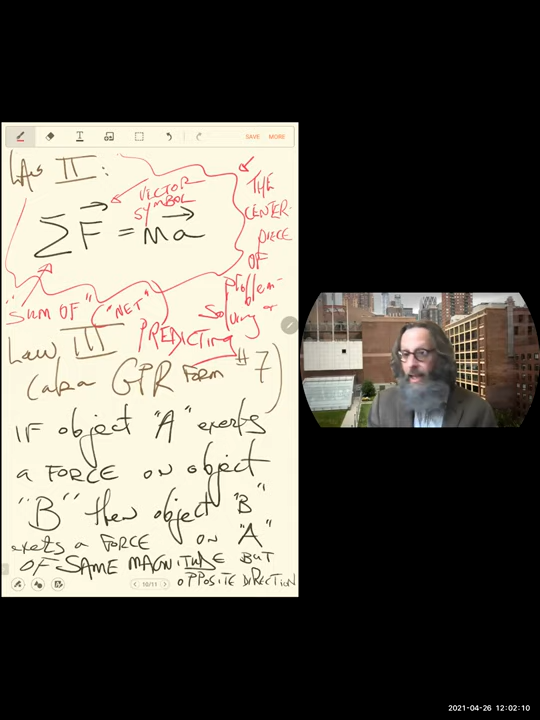 SAVE MORE
LAW II:
VECTOR
SYMBOL
THE
CENTER-
PIECE
OF
PROBLEM-
Solving or
PREDICTING
ΣF = ma
"SUM OF" ("NET")
Law III
(aka GPR FORM #7)
IF object "A" exerts
a FORCE ON object
"B" then object "B"
exerts a FORCE ON "A"
OF SAME MAGNITUDE BUT
OPPOSITE DIRECTION
10/11
2021-04-26 12:02:10